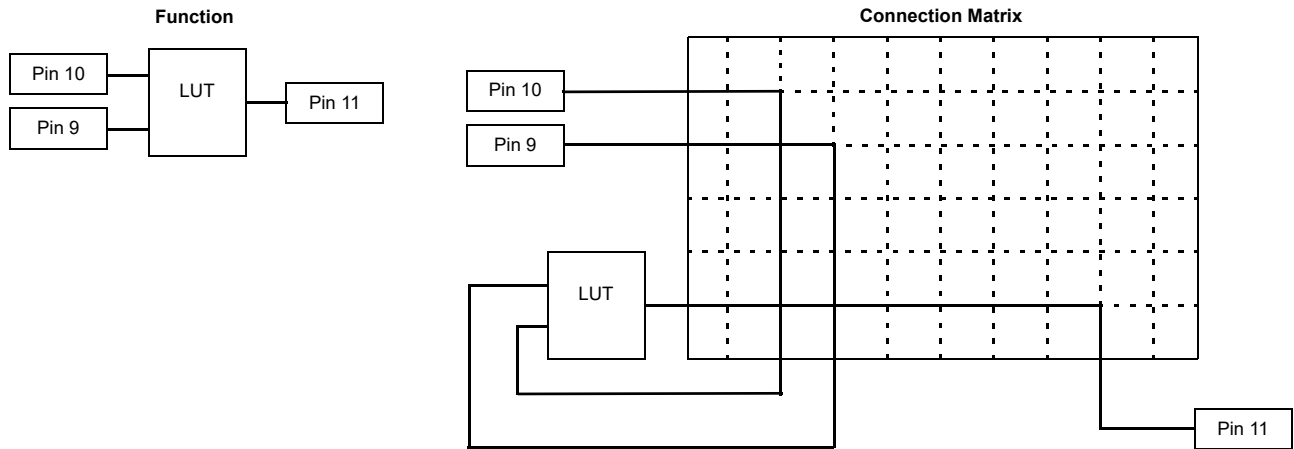 Function
Pin 10
LUT
Pin 11
Pin 9
Connection Matrix
Pin 10
Pin 9
LUT
Pin 11